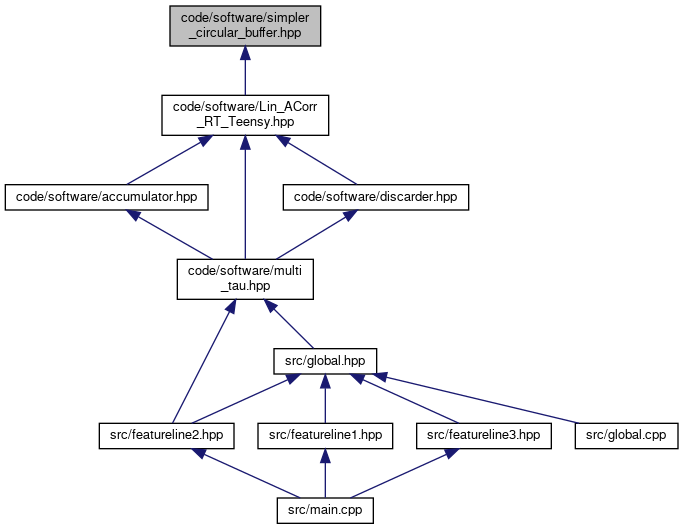 code/software/simpler
_circular_buffer.hpp
code/software/Lin_ACorr
_RT_Teensy.hpp
code/software/accumulator.hpp
code/software/discarder.hpp
code/software/multi
_tau.hpp
src/global.hpp
src/featureline2.hpp
src/featureline1.hpp
src/featureline3.hpp
src/global.cpp
src/main.cpp